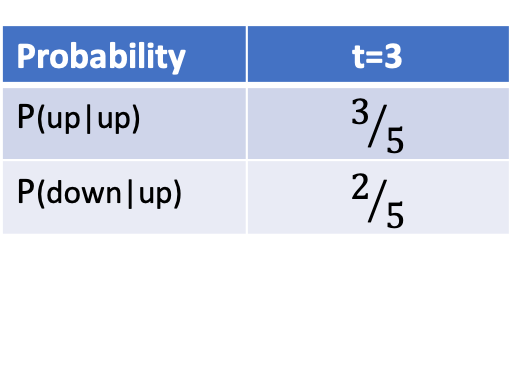 Probability t=3
P(up|up) 3/5
P(down|up) 2/5